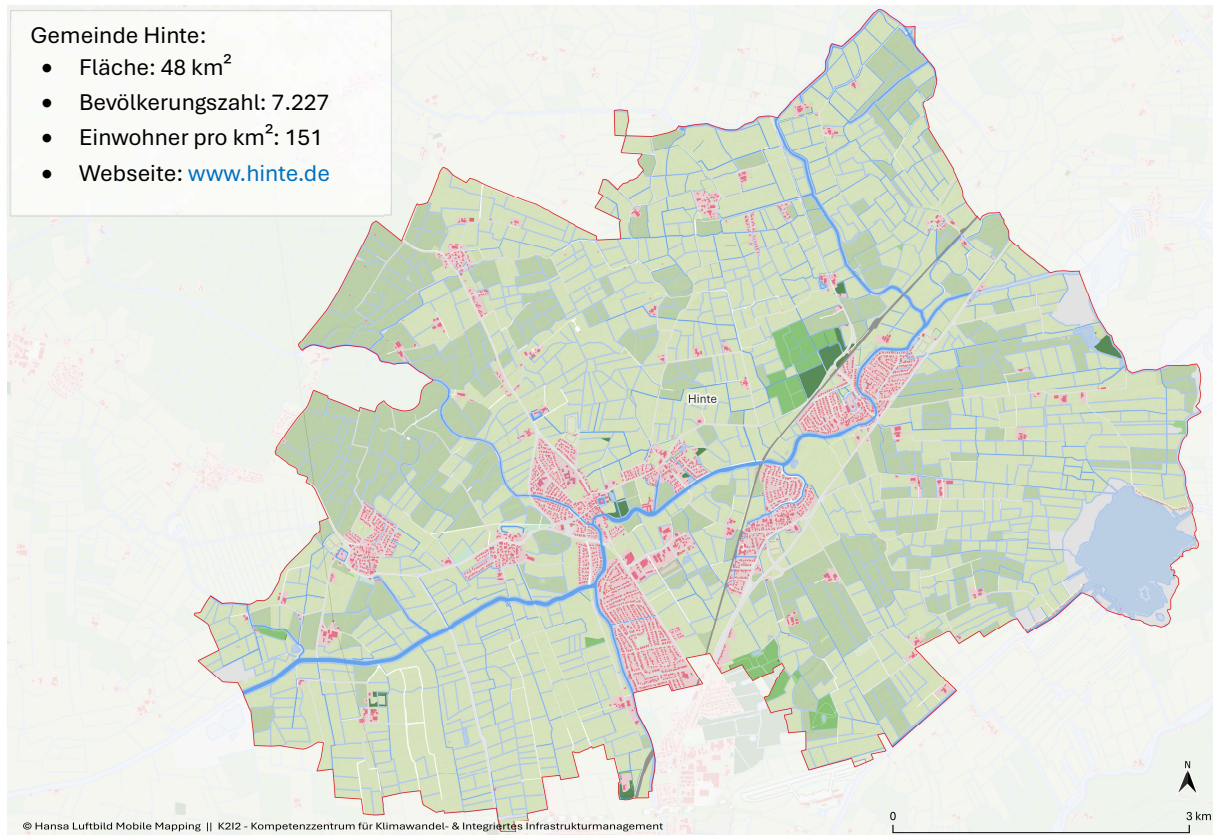 Gemeinde Hinte:
• Fläche: 48 km²
• Bevölkerungszahl: 7.227
• Einwohner pro km²: 151
• Webseite: www.hinte.de
Hinte
N
0 3 km
© Hansa Luftbild Mobile Mapping || K2I2 - Kompetenzzentrum für Klimawandel- & Integriertes Infrastrukturmanagement